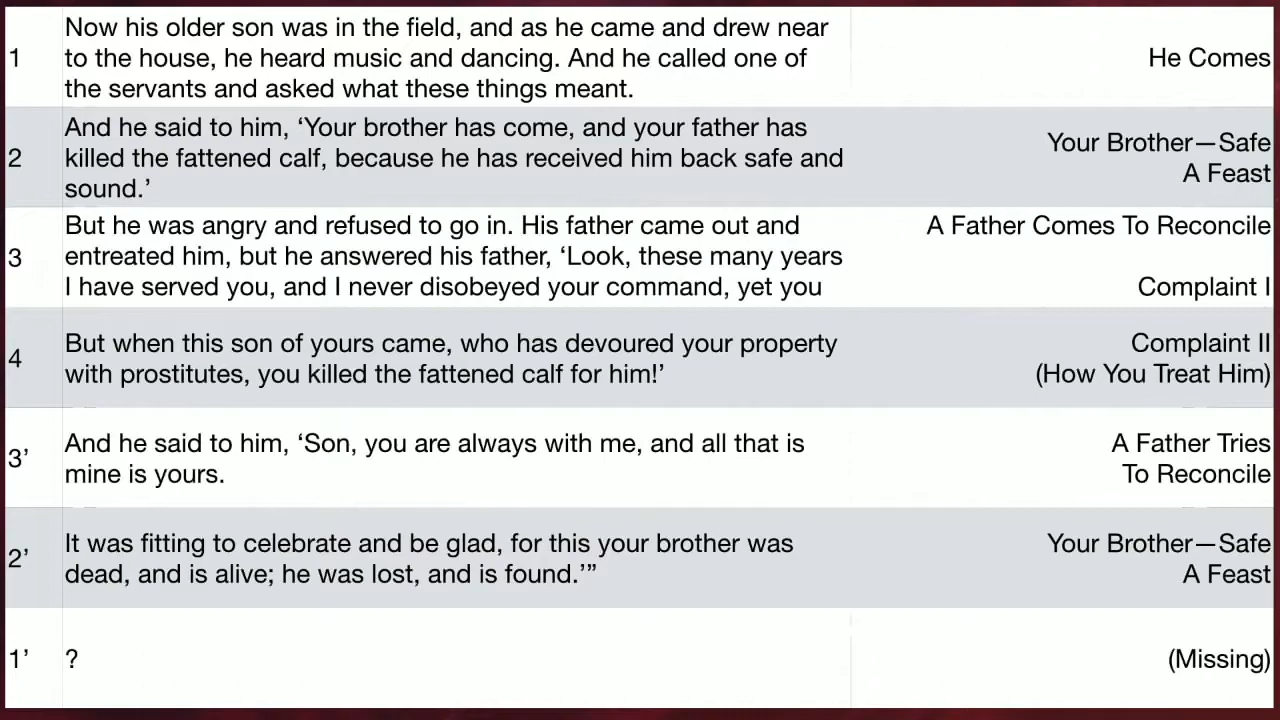 1
Now his older son was in the field, and as he came and drew near
to the house, he heard music and dancing. And he called one of
the servants and asked what these things meant.
He Comes
2
And he said to him, ‘Your brother has come, and your father has
killed the fattened calf, because he has received him back safe and
sound.’
Your Brother—Safe
A Feast
3
But he was angry and refused to go in. His father came out and
entreated him, but he answered his father, ‘Look, these many years
I have served you, and I never disobeyed your command, yet you
A Father Comes To Reconcile
Complaint I
4
But when this son of yours came, who has devoured your property
with prostitutes, you killed the fattened calf for him!’
Complaint II
(How You Treat Him)
3’
And he said to him, ‘Son, you are always with me, and all that is
mine is yours.
A Father Tries
To Reconcile
2’
It was fitting to celebrate and be glad, for this your brother was
dead, and is alive; he was lost, and is found.’”
Your Brother—Safe
A Feast
1’
?
(Missing)